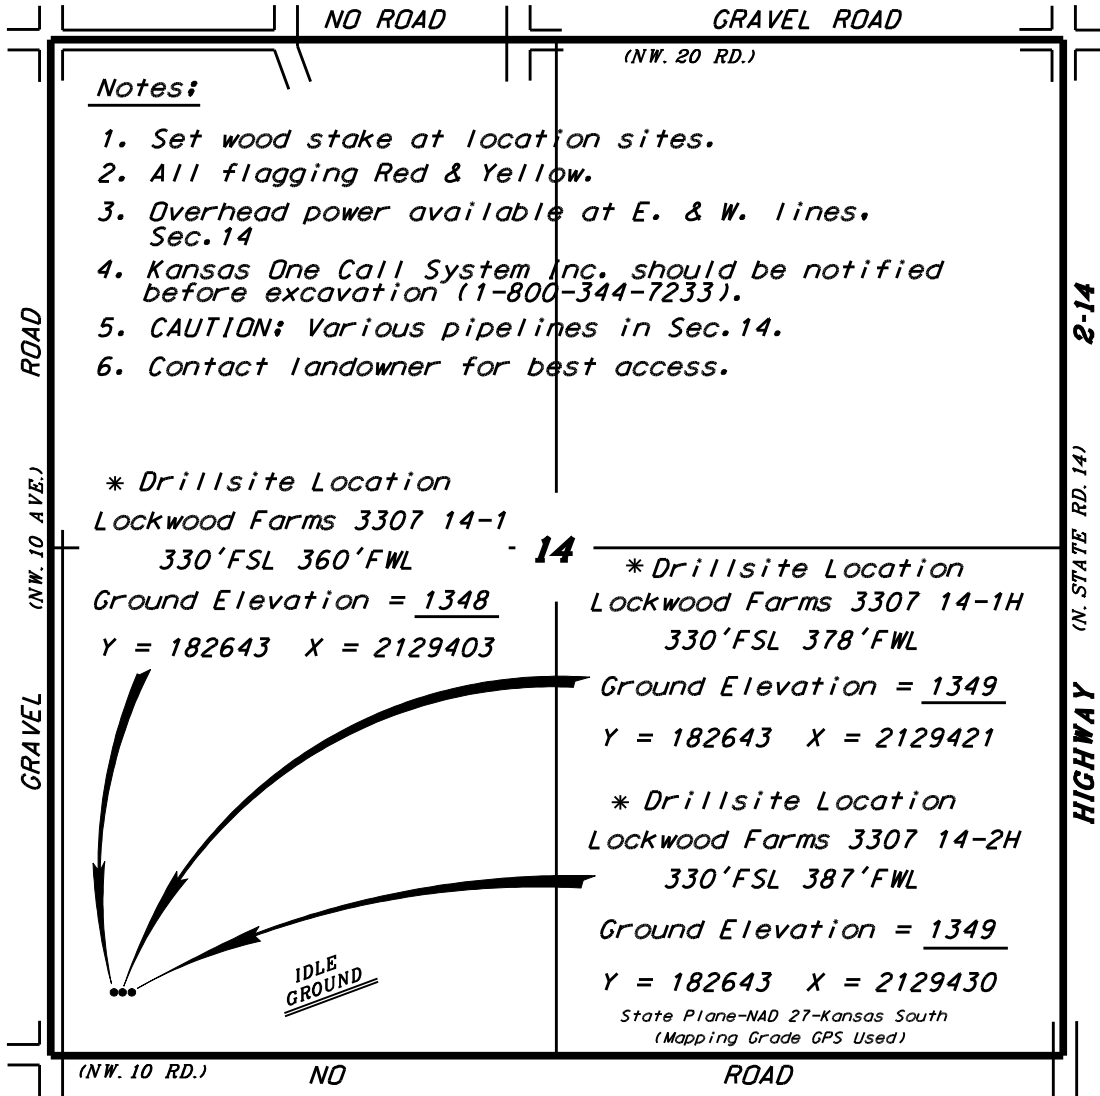 NO ROAD
GRAVEL ROAD
(NW. 20 RD.)
Notes:
1. Set wood stake at location sites.
2. All flagging Red & Yellow.
3. Overhead power available at E. & W. lines,
Sec. 14
4. Kansas One Call System Inc. should be notified
before excavation (1-800-344-7233).
5. CAUTION: Various pipelines in Sec. 14.
6. Contact landowner for best access.
GRAVEL (NW. 10 AVE.) ROAD
* Drillsite Location
Lockwood Farms 3307 14-1
330'FSL 360'FWL
Ground Elevation = 1348
Y = 182643 X = 2129403
14
* Drillsite Location
Lockwood Farms 3307 14-1H
330'FSL 378'FWL
Ground Elevation = 1349
Y = 182643 X = 2129421
* Drillsite Location
Lockwood Farms 3307 14-2H
330'FSL 387'FWL
Ground Elevation = 1349
Y = 182643 X = 2129430
State Plane-NAD 27-Kansas South
(Mapping Grade GPS Used)
IDLE
GROUND
HIGHWAY (N. STATE RD. 14) 2-14
(NW. 10 RD.) NO ROAD